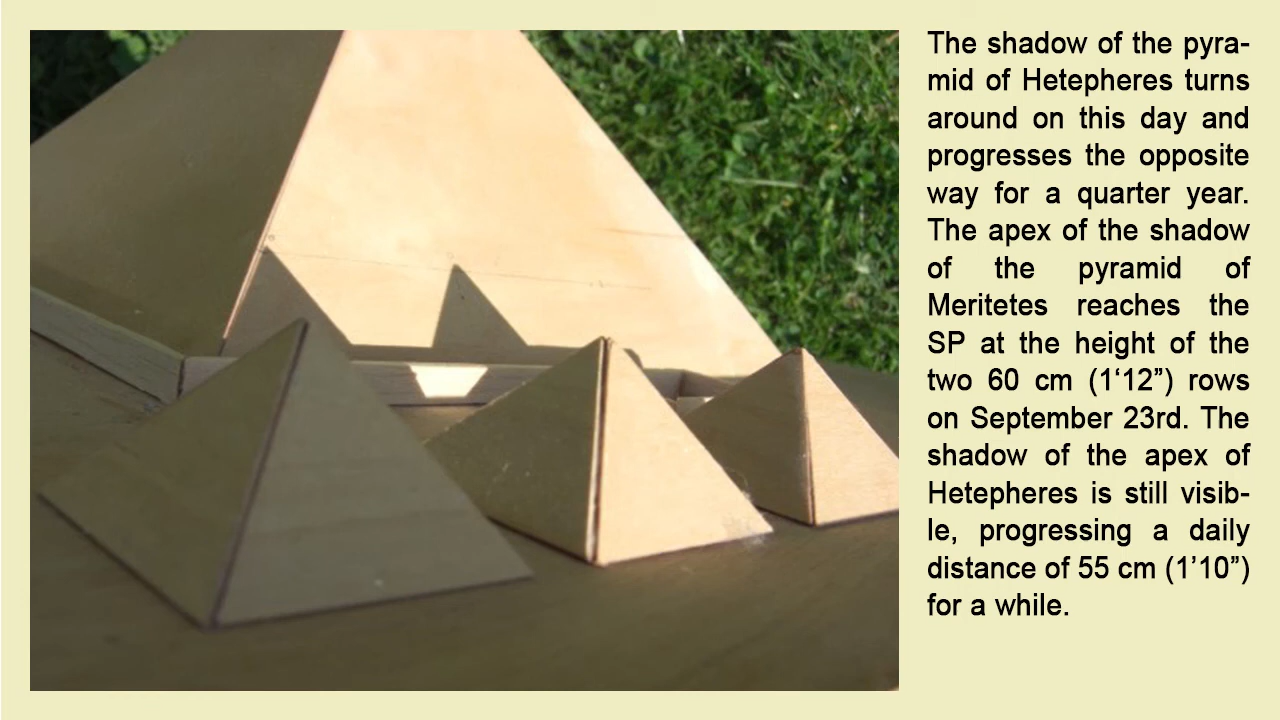 The shadow of the pyra-
mid of Hetepheres turns
around on this day and
progresses the opposite
way for a quarter year.
The apex of the shadow
of the pyramid of
Meritetes reaches the
SP at the height of the
two 60 cm (1‘12”) rows
on September 23rd. The
shadow of the apex of
Hetepheres is still visib-
le, progressing a daily
distance of 55 cm (1’10”)
for a while.